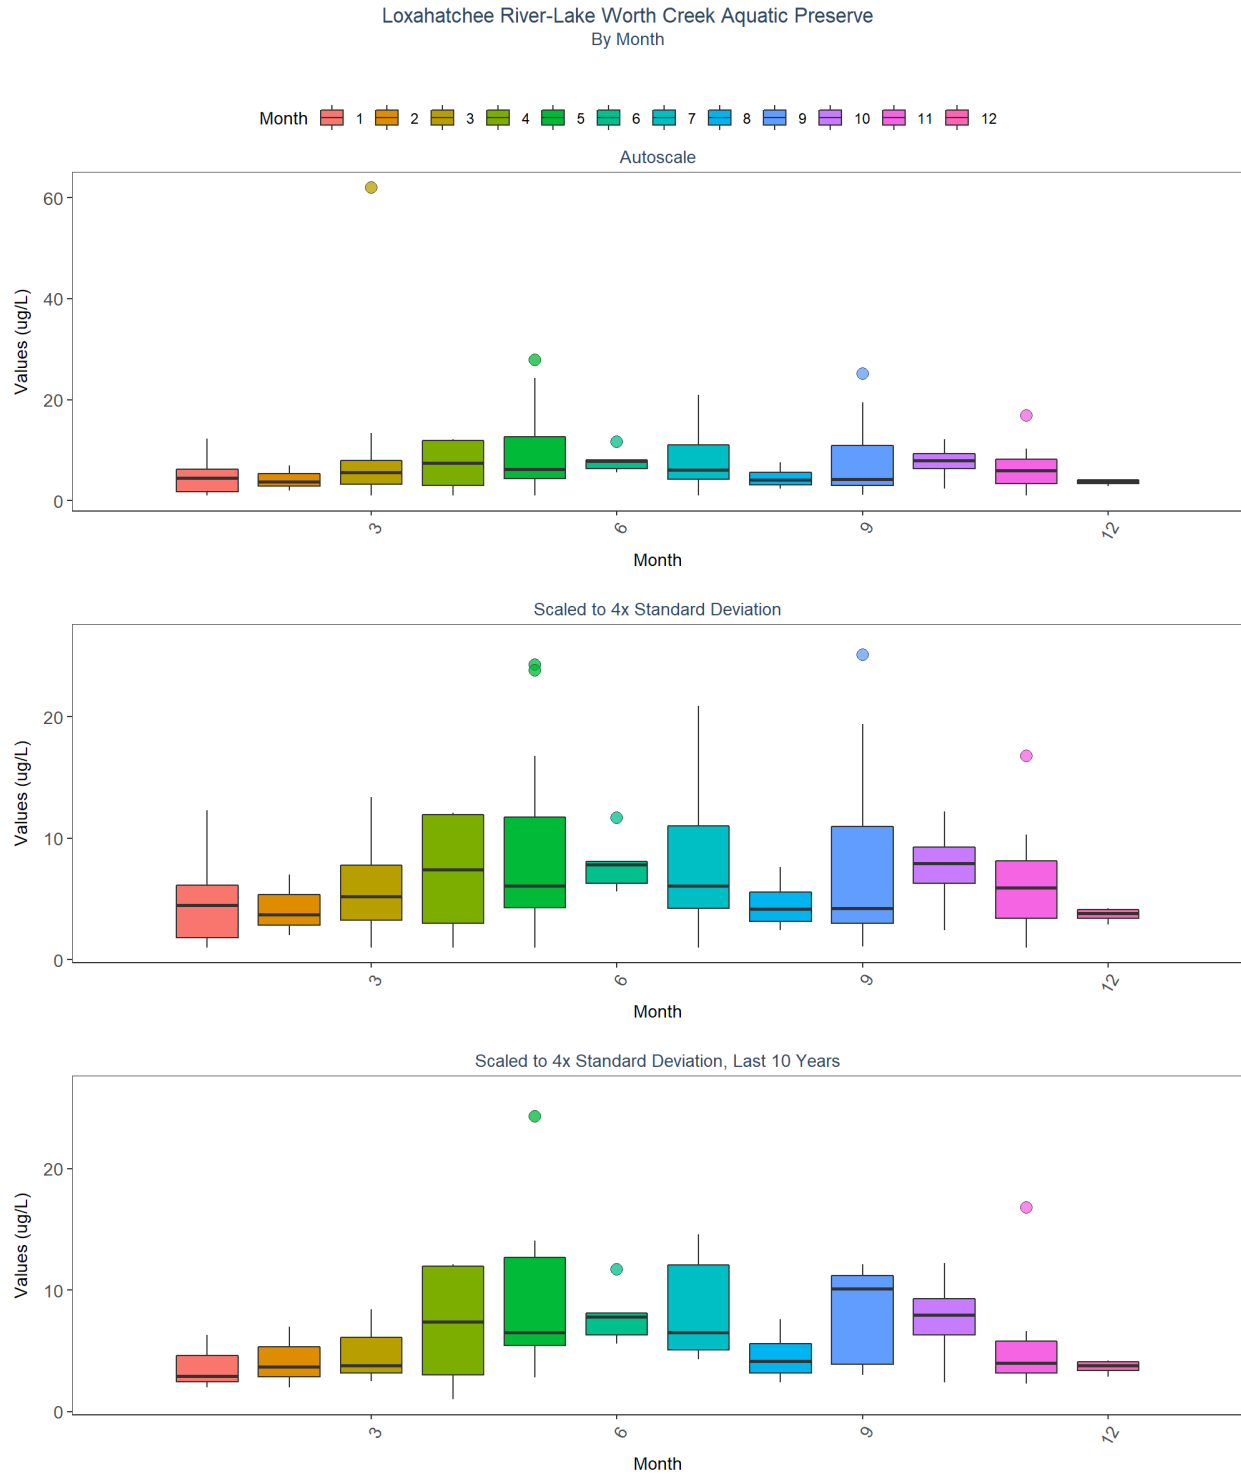 Loxahatchee River-Lake Worth Creek Aquatic Preserve
By Month
Month 1 2 3 4 5 6 7 8 9 10 11 12
Autoscale
Values (ug/L)
60
40
20
0
3 6 9 12
Month
Scaled to 4x Standard Deviation
Values (ug/L)
20
10
0
3 6 9 12
Month
Scaled to 4x Standard Deviation, Last 10 Years
Values (ug/L)
20
10
0
3 6 9 12
Month